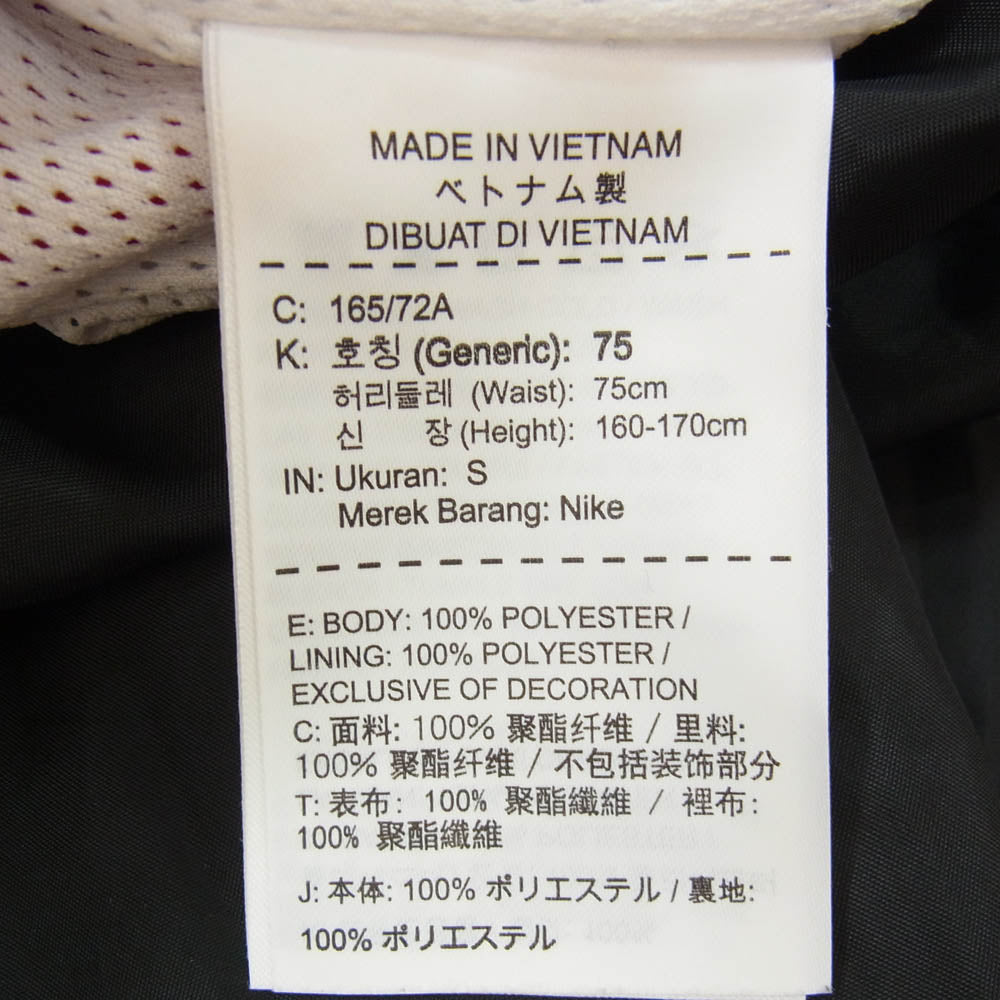 MADE IN VIETNAM
ベトナム製
DIBUAT DI VIETNAM
C: 165/72A
K: 호칭 (Generic): 75
허리둘레 (Waist): 75cm
신 장 (Height): 160-170cm
IN: Ukuran: S
Merek Barang: Nike
E: BODY: 100% POLYESTER /
LINING: 100% POLYESTER /
EXCLUSIVE OF DECORATION
C: 面料: 100% 聚酯纤维 / 里料:
100% 聚酯纤维 / 不包括装饰部分
T: 表布: 100% 聚酯纖維 / 裡布:
100% 聚酯纖維
J: 本体: 100% ポリエステル / 裏地:
100% ポリエステル